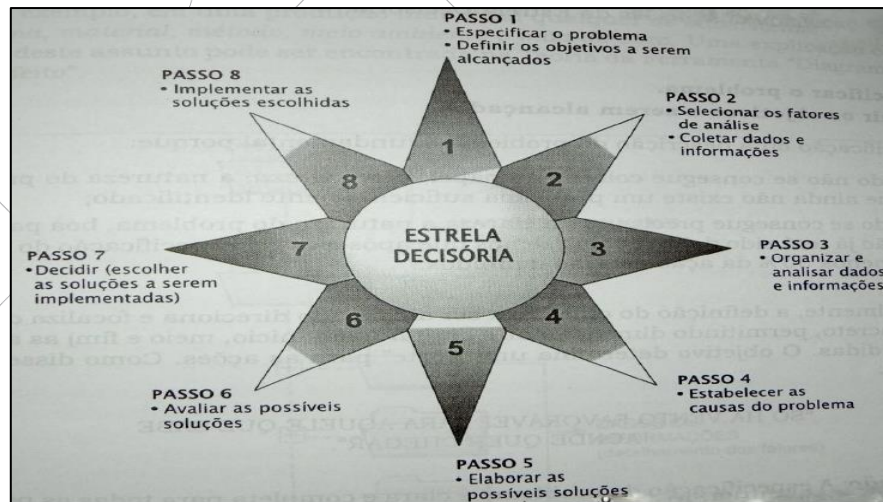 PASSO 1
• Especificar o problema
• Definir os objetivos a serem
alcançados
PASSO 2
• Selecionar os fatores
de análise
• Coletar dados e
informações
PASSO 3
• Organizar e
analisar dados
e informações
PASSO 4
• Estabelecer as
causas do problema
PASSO 5
• Elaborar as
possíveis soluções
PASSO 6
• Avaliar as possíveis
soluções
PASSO 7
• Decidir (escolher
as soluções a serem
implementadas)
PASSO 8
• Implementar as
soluções escolhidas
ESTRELA
DECISÓRIA
1
2
3
4
5
6
7
8